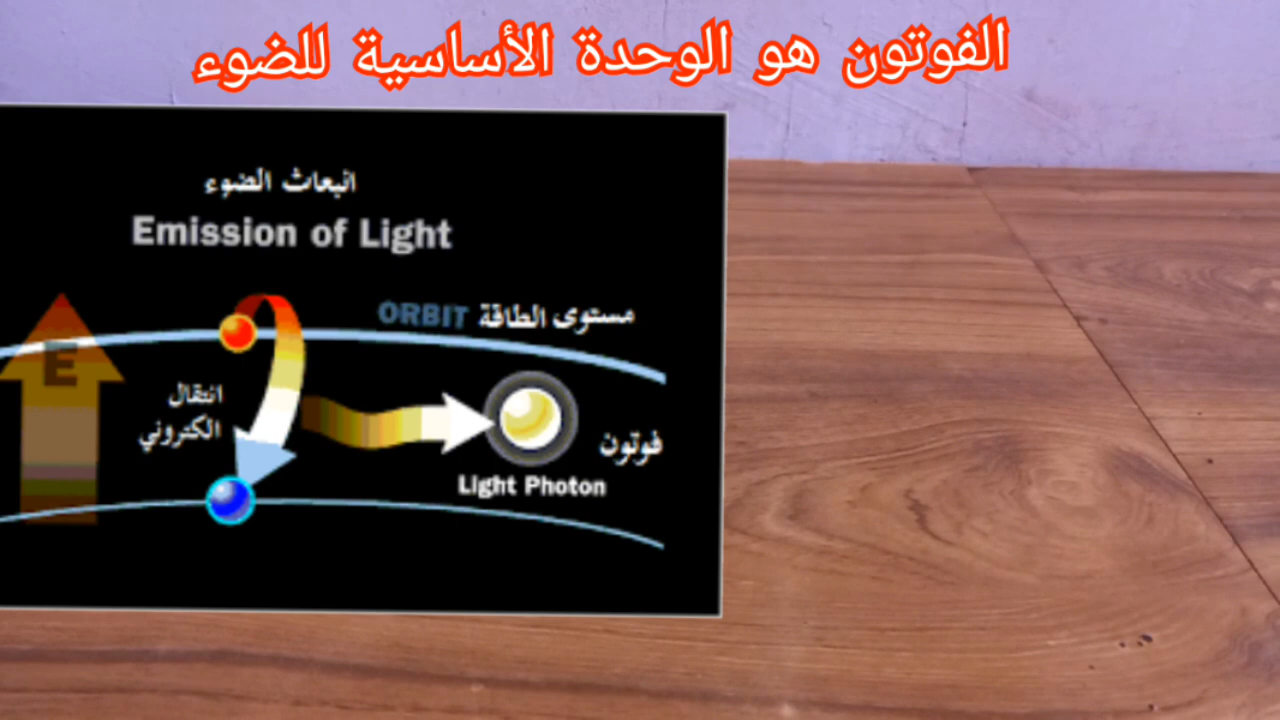 الفوتون هو الوحدة الأساسية للضوء
انبعاث الضوء
Emission of Light
مستوى الطاقة ORBIT
E
انتقال
الكتروني
فوتون
Light Photon